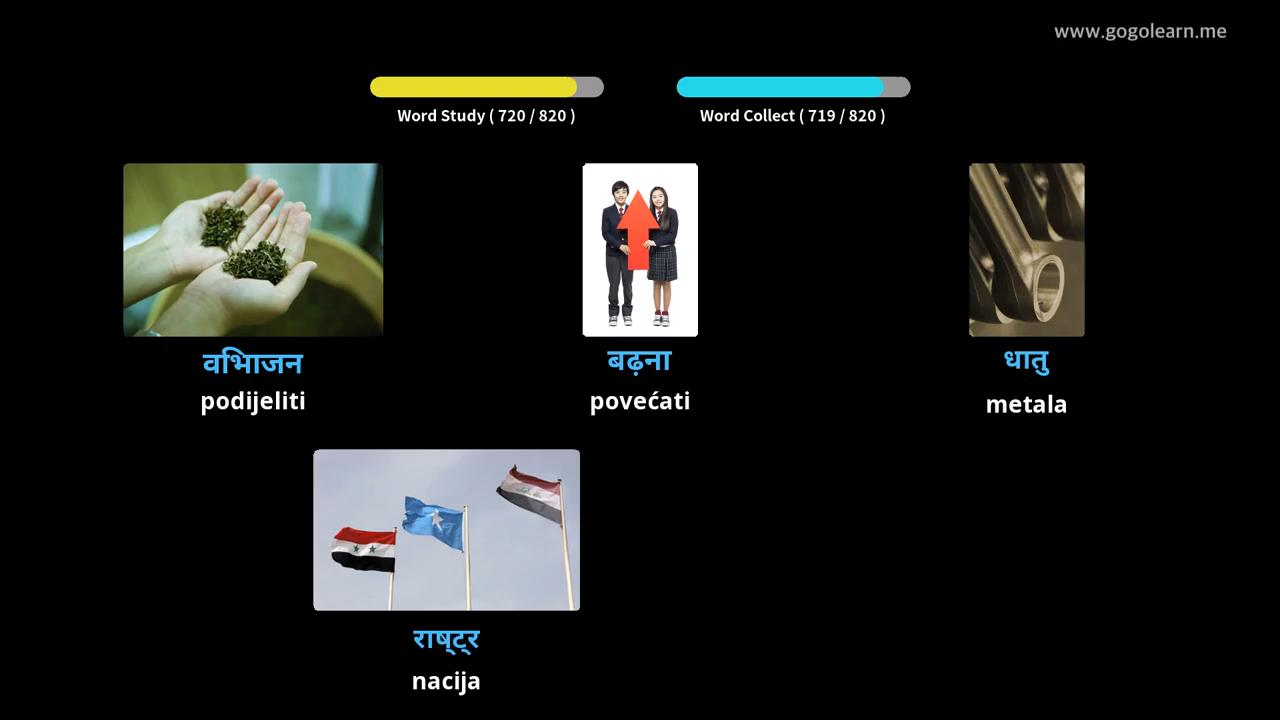 www.gogolearn.me
Word Study ( 720 / 820 )
Word Collect ( 719 / 820 )
वभिाजन
podijeliti
बढ़ना
povećati
धातु
metala
राष्ट्र
nacija